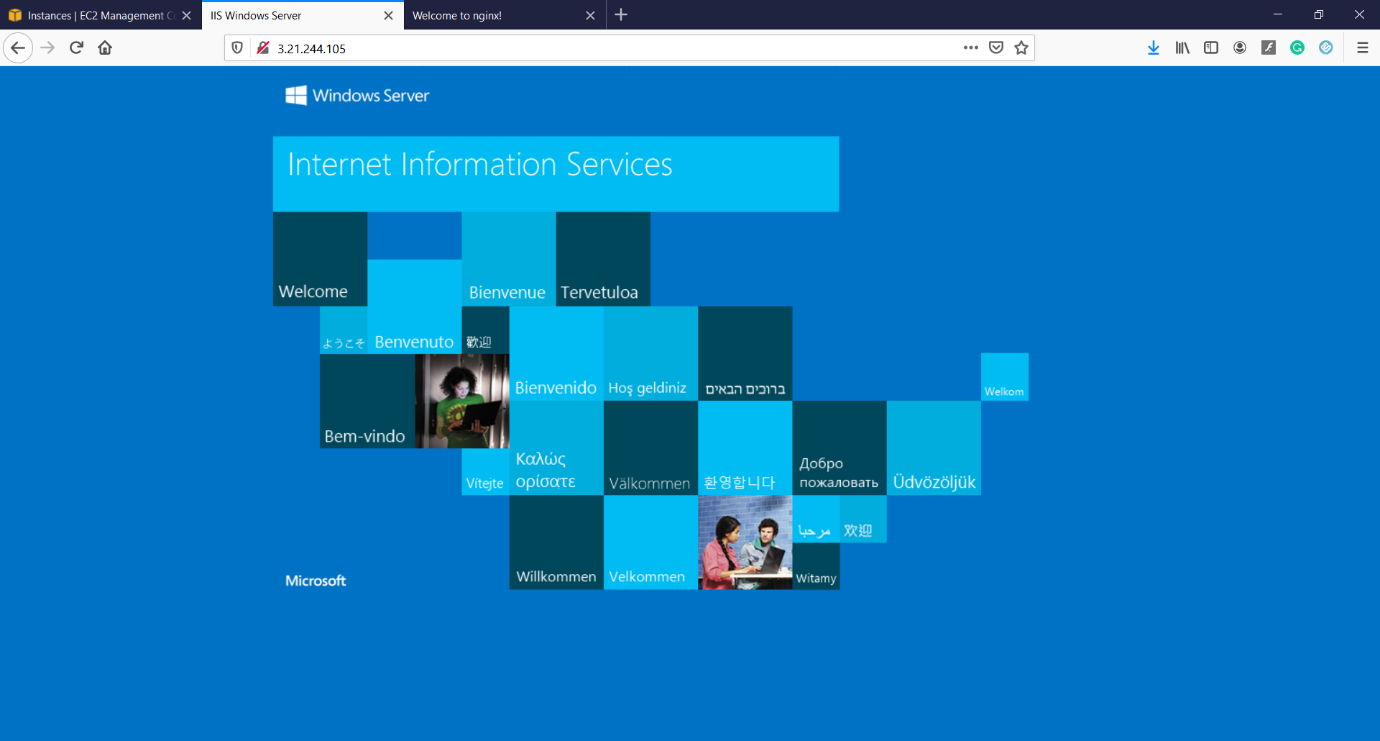 Instances | EC2 Management C
IIS Windows Server
Welcome to nginx!
3.21.244.105
Windows Server
Internet Information Services
Welcome
Bienvenue
Tervetuloa
ようこそ
Benvenuto
歡迎
Bienvenido
Hoş geldiniz
ברוכים הבאים
Welkom
Bem-vindo
Vítejte
Καλώς
ορίσατε
Välkommen
환영합니다
Добро
пожаловать
Üdvözöljük
مرحبا
欢迎
Willkommen
Velkommen
Witamy
Microsoft